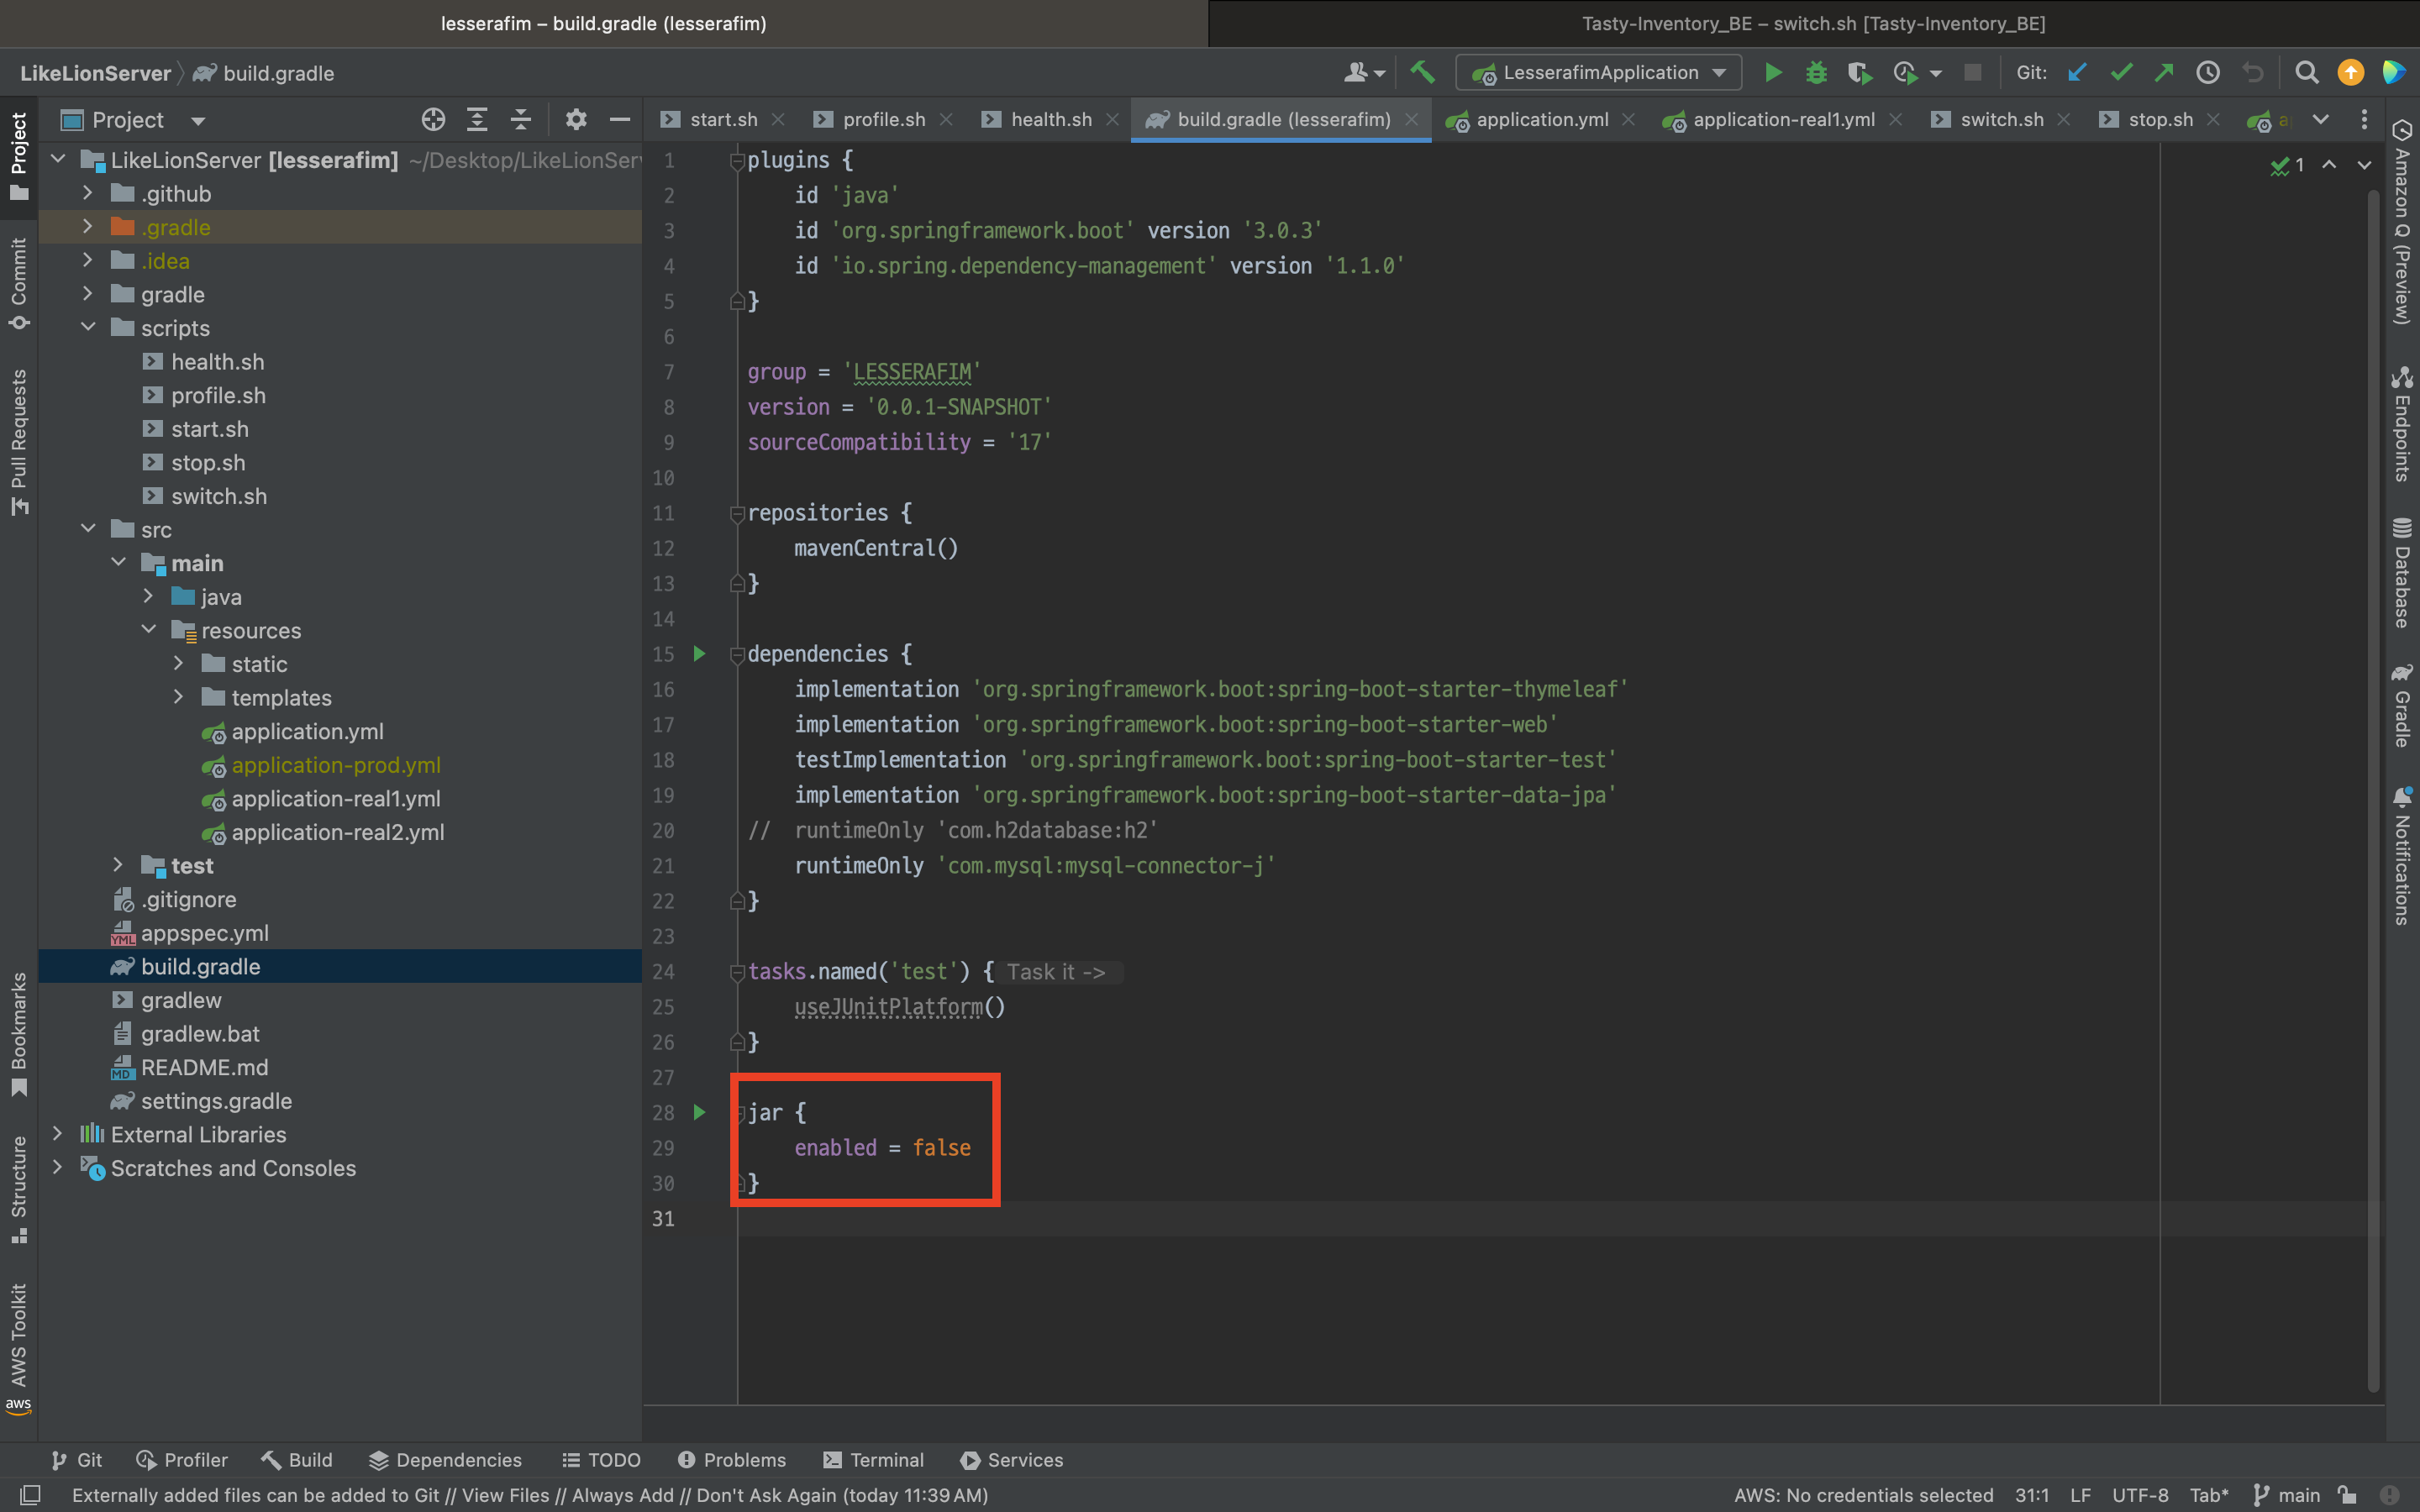 lesserafim – build.gradle (lesserafim)
Tasty-Inventory_BE – switch.sh [Tasty-Inventory_BE]
LikeLionServer
build.gradle
LesserafimApplication
Git:
Project
start.sh
profile.sh
health.sh
build.gradle (lesserafim)
application.yml
application-real1.yml
switch.sh
stop.sh
Project
Commit
Pull Requests
Bookmarks
Structure
AWS Toolkit
aws
LikeLionServer [lesserafim] ~/Desktop/LikeLionSer
.github
.gradle
.idea
gradle
scripts
health.sh
profile.sh
start.sh
stop.sh
switch.sh
src
main
java
resources
static
templates
application.yml
application-prod.yml
application-real1.yml
application-real2.yml
test
.gitignore
appspec.yml
build.gradle
gradlew
gradlew.bat
README.md
settings.gradle
External Libraries
Scratches and Consoles
1 plugins {
2 id 'java'
3 id 'org.springframework.boot' version '3.0.3'
4 id 'io.spring.dependency-management' version '1.1.0'
5 }
6
7 group = 'LESSERAFIM'
8 version = '0.0.1-SNAPSHOT'
9 sourceCompatibility = '17'
10
11 repositories {
12 mavenCentral()
13 }
14
15 dependencies {
16 implementation 'org.springframework.boot:spring-boot-starter-thymeleaf'
17 implementation 'org.springframework.boot:spring-boot-starter-web'
18 testImplementation 'org.springframework.boot:spring-boot-starter-test'
19 implementation 'org.springframework.boot:spring-boot-starter-data-jpa'
20 // runtimeOnly 'com.h2database:h2'
21 runtimeOnly 'com.mysql:mysql-connector-j'
22 }
23
24 tasks.named('test') { Task it ->
25 useJUnitPlatform()
26 }
27
28 jar {
29 enabled = false
30 }
31
1
Amazon Q (Preview)
Endpoints
Database
Gradle
Notifications
Git
Profiler
Build
Dependencies
TODO
Problems
Terminal
Services
Externally added files can be added to Git // View Files // Always Add // Don't Ask Again (today 11:39 AM)
AWS: No credentials selected
31:1
LF
UTF-8
Tab*
main